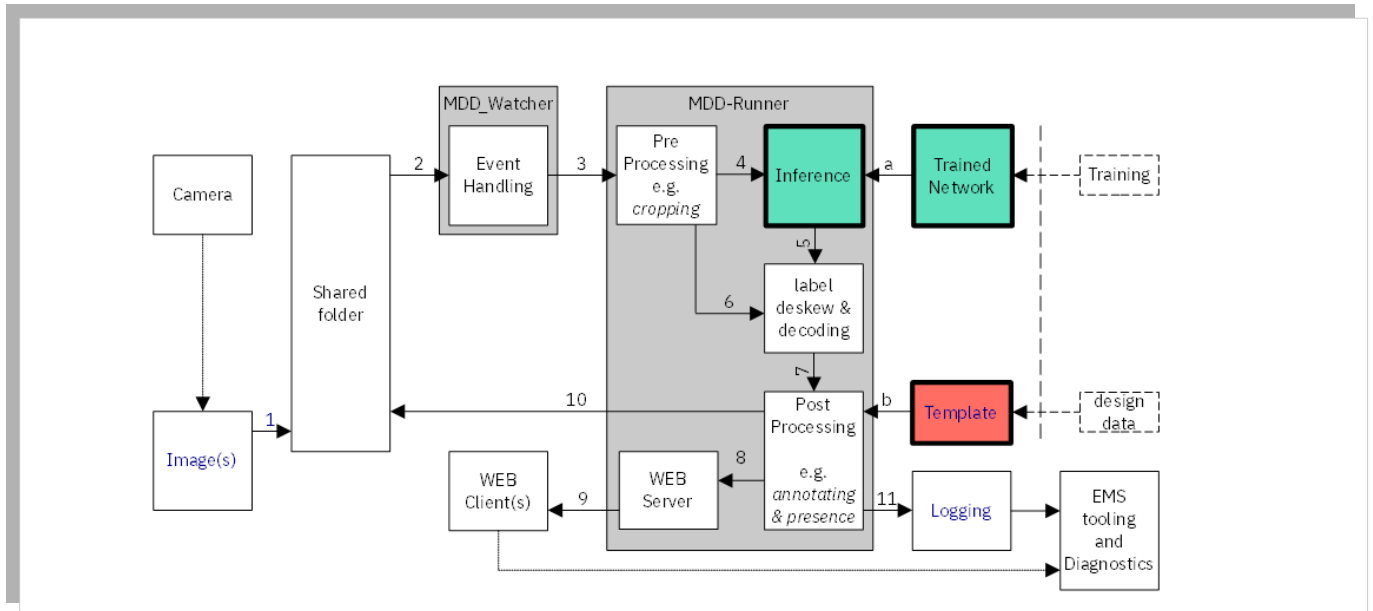 MDD_Watcher
MDD-Runner
Camera
Shared
folder
2
Event
Handling
3
Pre
Processing
e.g.
cropping
4
Inference
a
Trained
Network
Training
5
6
label
deskew &
decoding
7
Image(s)
1
10
Post
Processing
e.g.
annotating
& presence
b
Template
design
data
WEB
Client(s)
9
WEB
Server
8
11
Logging
EMS
tooling
and
Diagnostics